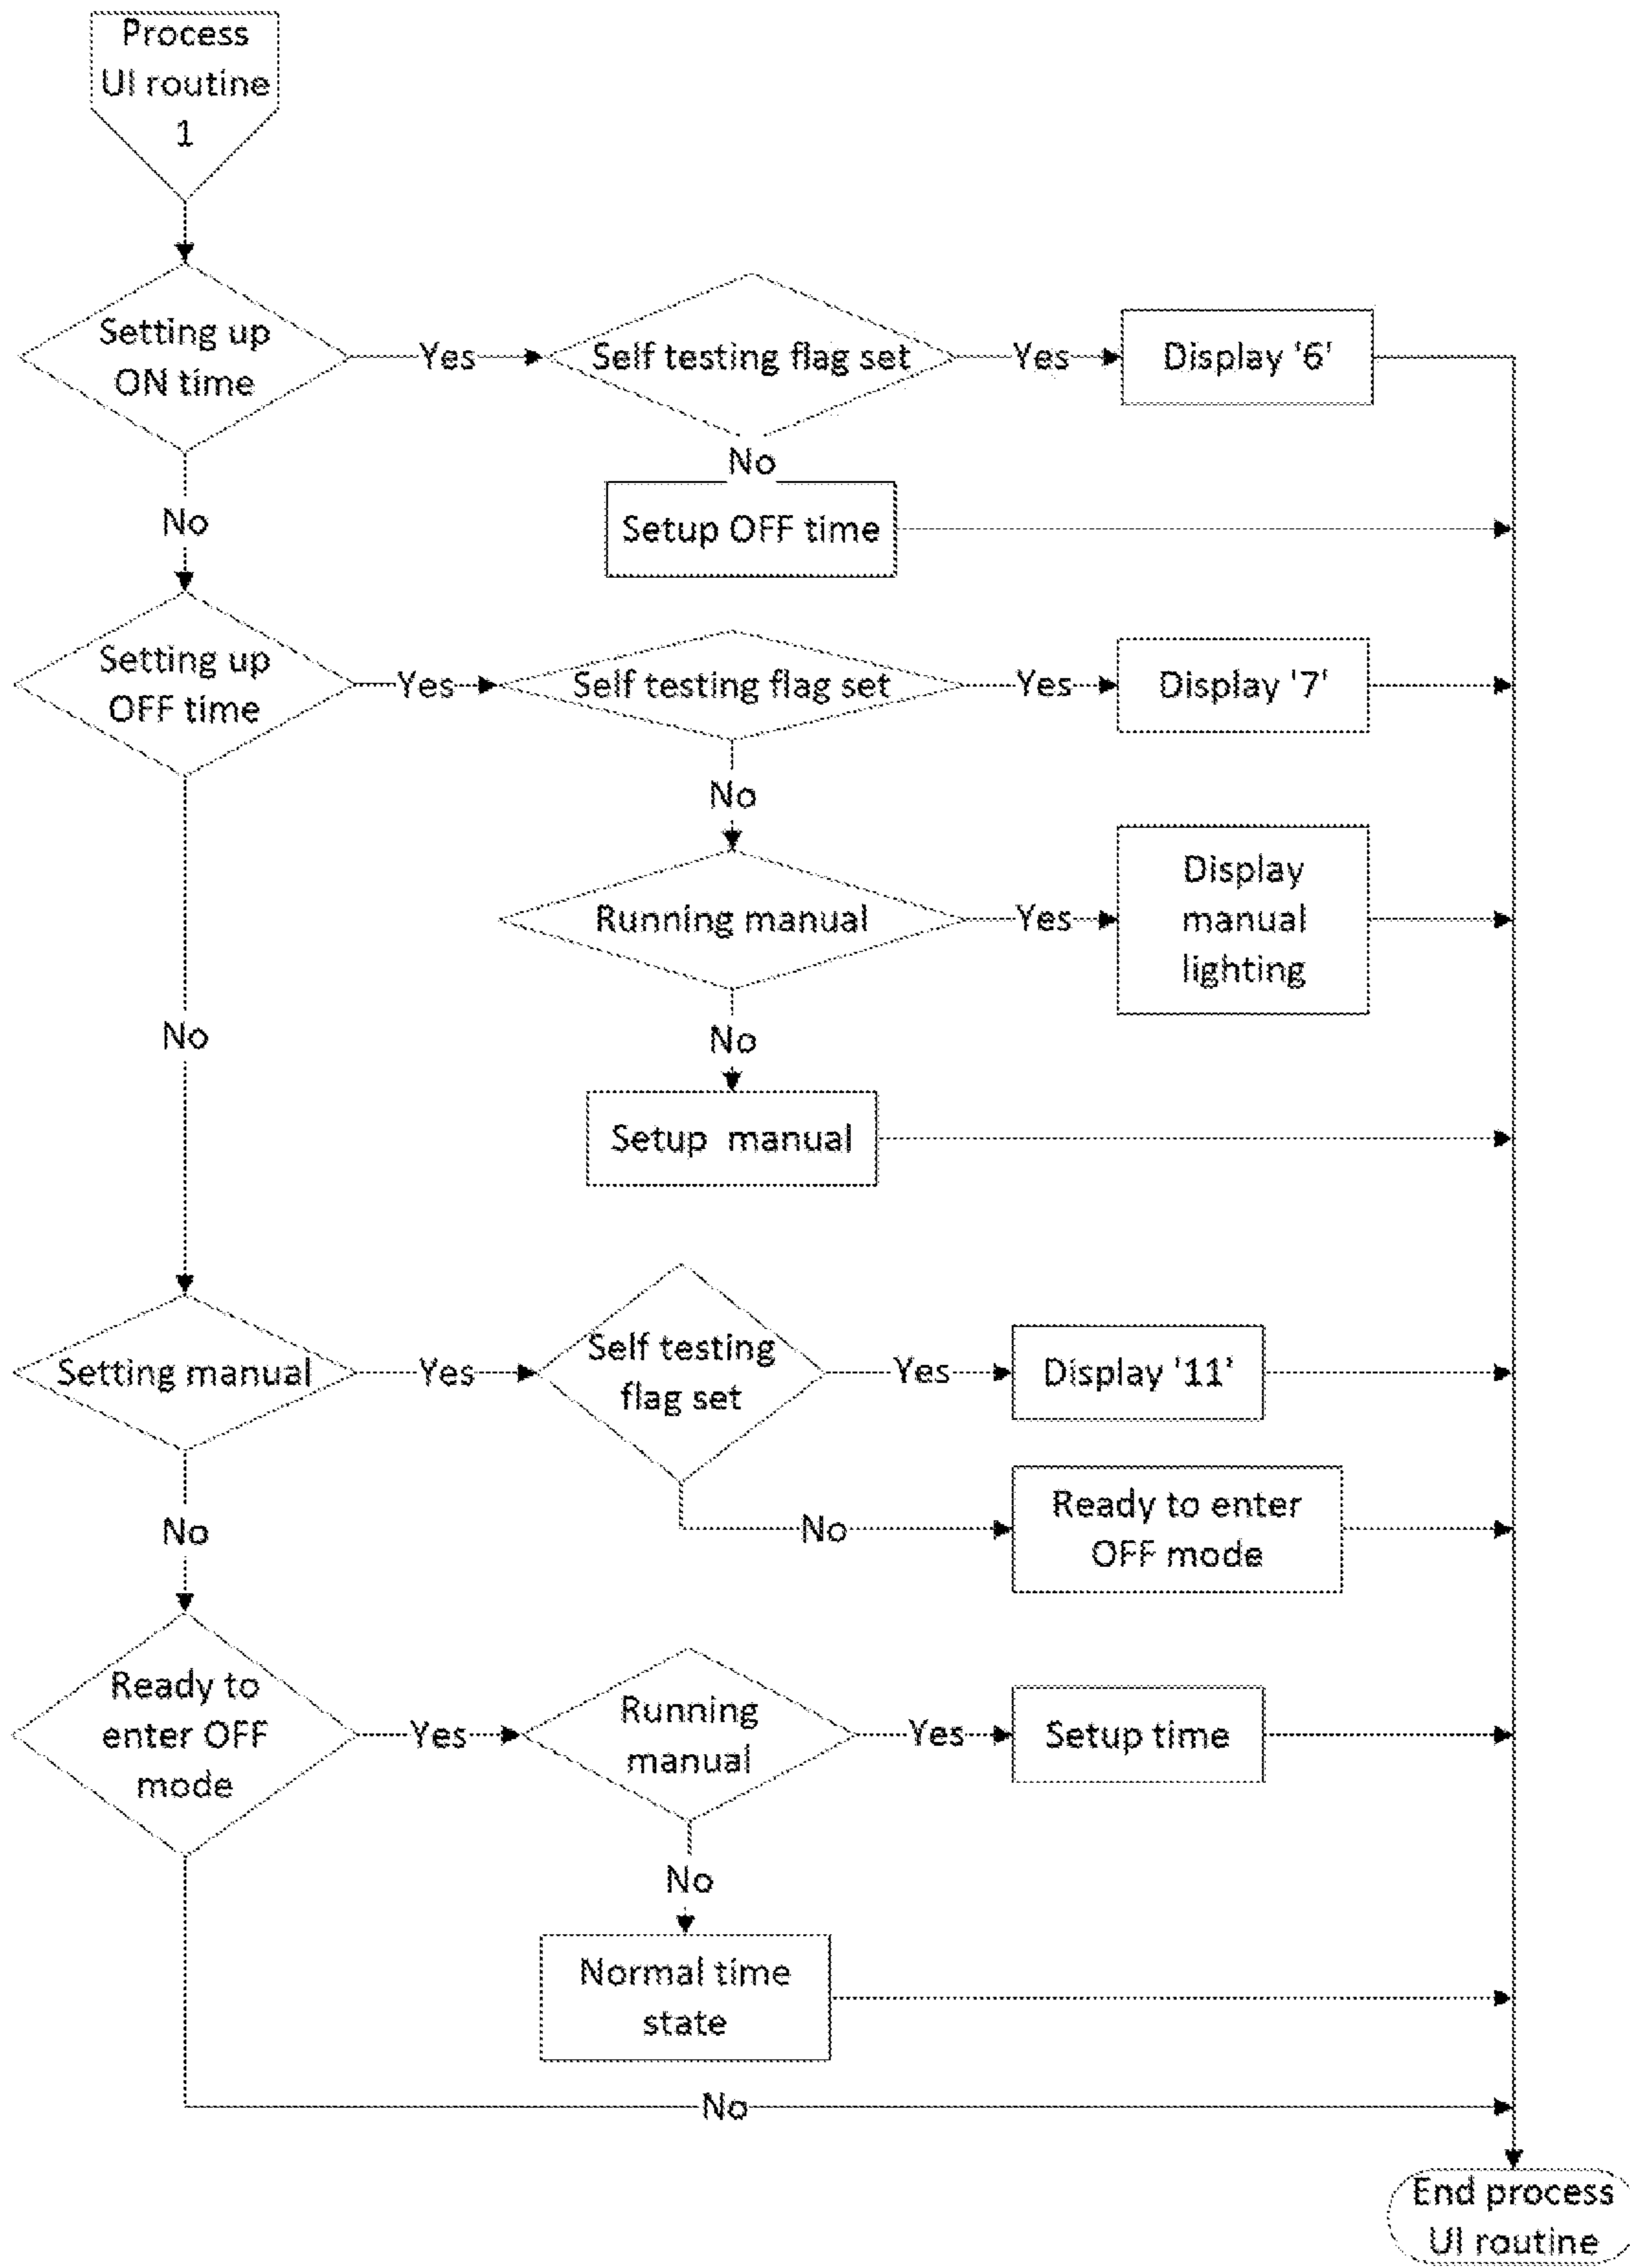 Process
UI routine
1
Setting up
ON time
Yes
Self testing flag set
Yes
Display '6'
No
Setup OFF time
No
Setting up
OFF time
Yes
Self testing flag set
Yes
Display '7'
No
Running manual
Yes
Display
manual
lighting
No
No
Setup manual
Setting manual
Yes
Self testing
flag set
Yes
Display '11'
No
Ready to enter
OFF mode
No
Ready to
enter OFF
mode
Yes
Running
manual
Yes
Setup time
No
Normal time
state
No
End process
UI routine